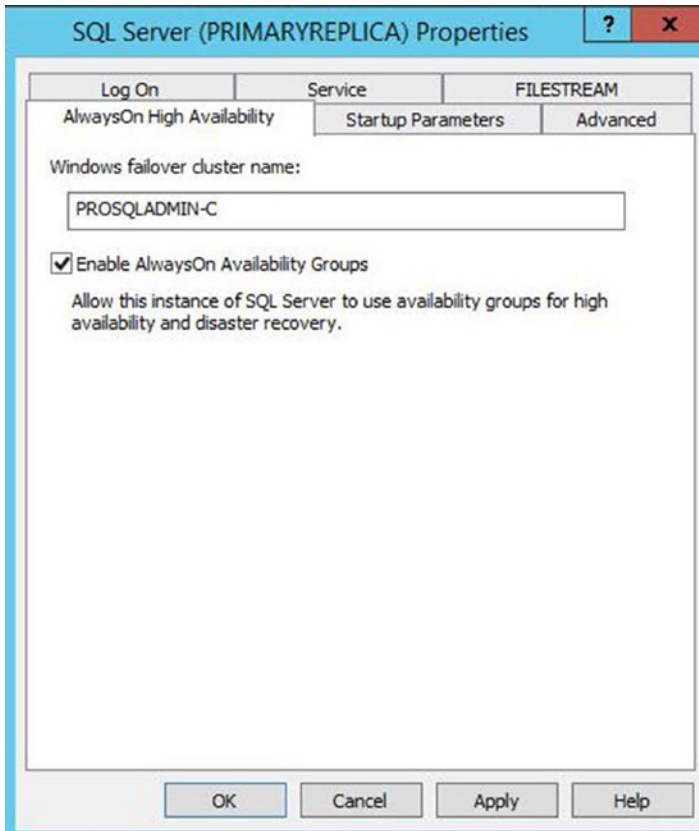 SQL Server (PRIMARYREPLICA) Properties
?
x
Log On
Service
FILESTREAM
AlwaysOn High Availability
Startup Parameters
Advanced
Windows failover cluster name:
PROSQLADMIN-C
Enable AlwaysOn Availability Groups
Allow this instance of SQL Server to use availability groups for high
availability and disaster recovery.
OK
Cancel
Apply
Help